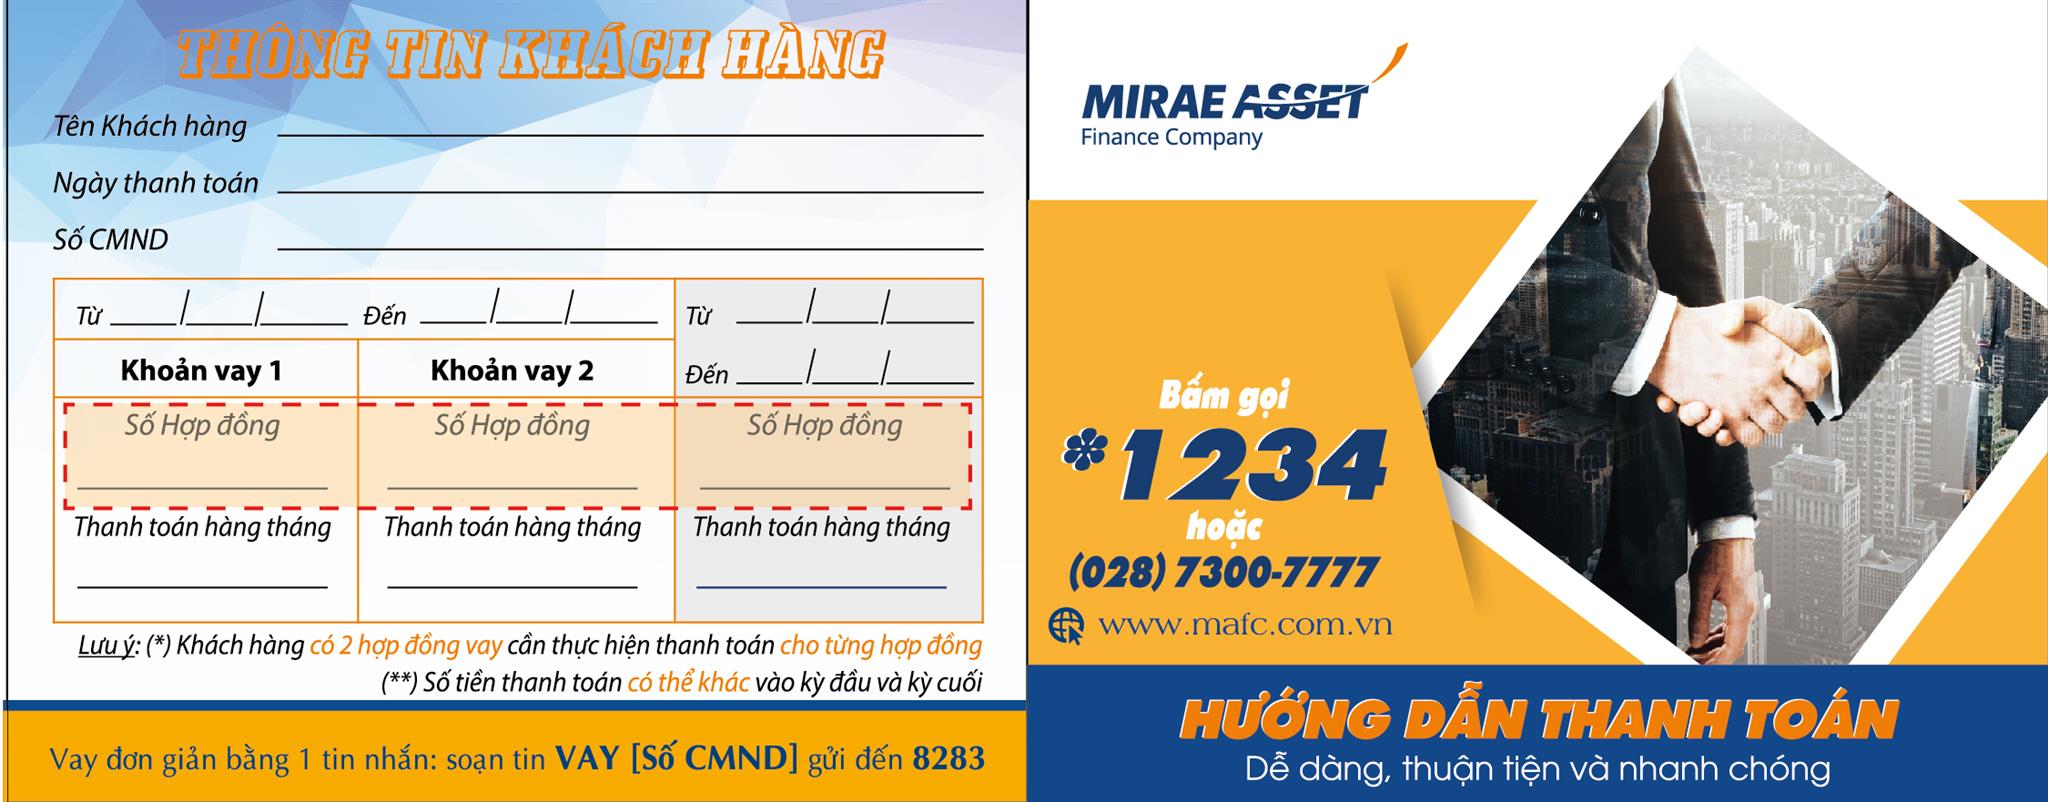 THÔNG TIN KHÁCH HÀNG
Tên Khách hàng
Ngày thanh toán
Số CMND
Từ / / Đến / /
Từ / /
Đến / /
Khoản vay 1 Khoản vay 2
Số Hợp đồng Số Hợp đồng Số Hợp đồng
Thanh toán hàng tháng Thanh toán hàng tháng Thanh toán hàng tháng
Lưu ý: (*) Khách hàng có 2 hợp đồng vay cần thực hiện thanh toán cho từng hợp đồng
(**) Số tiền thanh toán có thể khác vào kỳ đầu và kỳ cuối
Vay đơn giản bằng 1 tin nhắn: soạn tin VAY [Số CMND] gửi đến 8283
MIRAE ASSET
Finance Company
Bấm gọi
*1234
hoặc
(028) 7300-7777
www.mafc.com.vn
HƯỚNG DẪN THANH TOÁN
Dễ dàng, thuận tiện và nhanh chóng